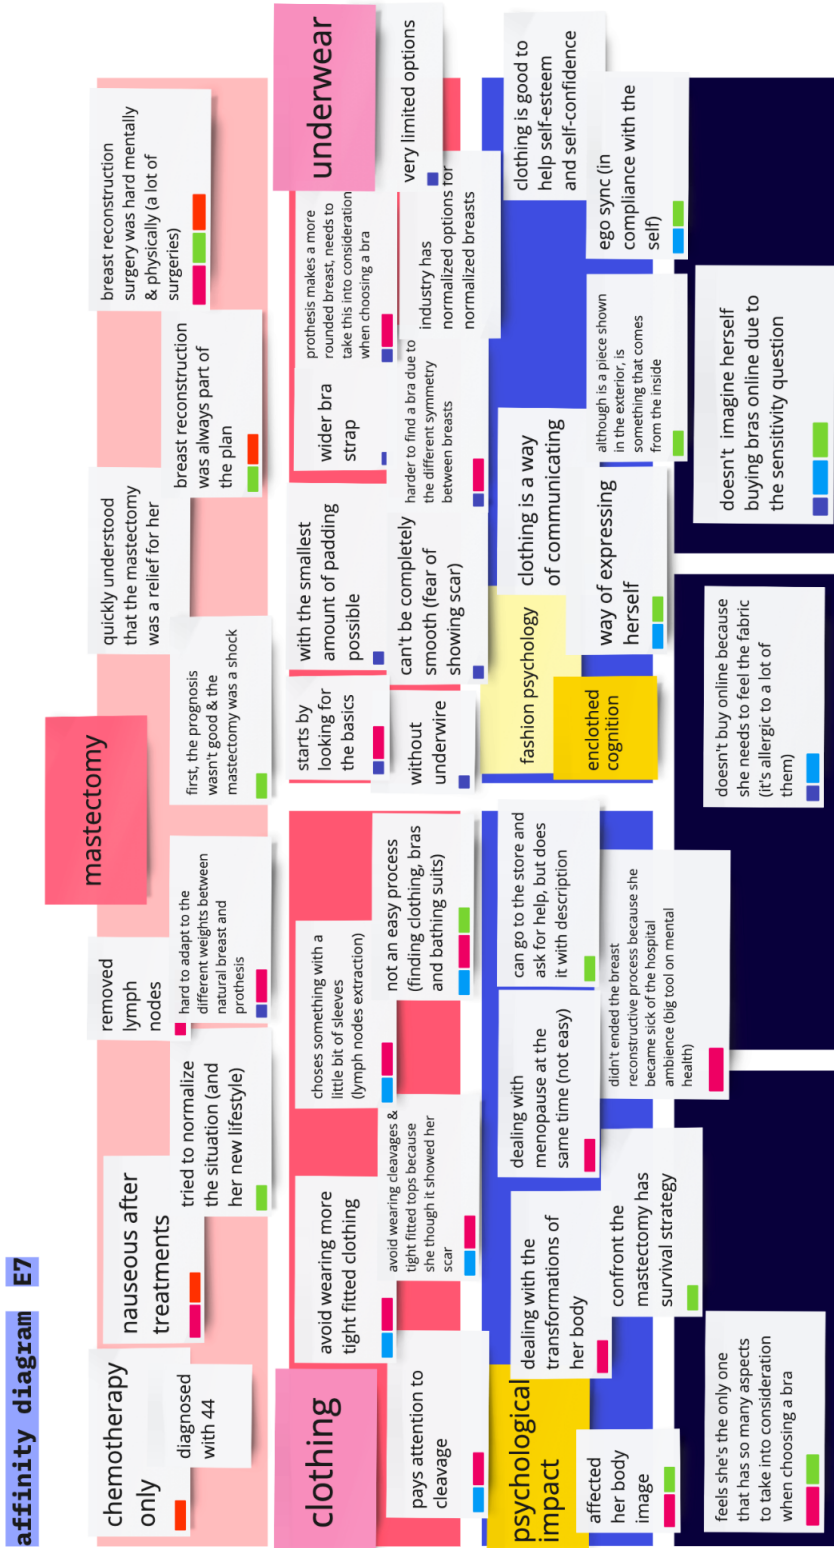 affinity diagram E7
mastectomy
chemotherapy
only
diagnosed
with 44
nauseous after
treatments
tried to normalize
the situation (and
her new lifestyle)
removed
lymph
nodes
hard to adapt to the
different weights between
natural breast and
prothesis
first, the prognosis
wasn't good & the
mastectomy was a shock
quickly understood
that the mastectomy
was a relief for her
breast reconstruction
was always part of
the plan
breast reconstruction
surgery was hard mentally
& physically (a lot of
surgeries)
clothing
pays attention to
cleavage
avoid wearing more
tight fitted clothing
avoid wearing cleavages &
tight fitted tops because
she though it showed her
scar
choses something with a
little bit of sleeves
(lymph nodes extraction)
not an easy process
(finding clothing, bras
and bathing suits)
underwear
starts by
looking for
the basics
without
underwire
with the smallest
amount of padding
possible
can't be completely
smooth (fear of
showing scar)
wider bra
strap
harder to find a bra due to
the different symmetry
between breasts
prothesis makes a more
rounded breast, needs to
take this into consideration
when choosing a bra
industry has
normalized options for
normalized breasts
very limited options
psychological
impact
affected
her body
image
dealing with the
transformations of
her body
confront the
mastectomy has
survival strategy
dealing with
menopause at the
same time (not easy)
didn't ended the breast
reconstructive process because she
became sick of the hospital
ambience (big tool on mental
health)
can go to the store and
ask for help, but does
it with description
fashion psychology
enclothed
cognition
clothing is a way
of communicating
way of expressing
herself
although is a piece shown
in the exterior, is
something that comes
from the inside
clothing is good to
help self-esteem
and self-confidence
ego sync (in
compliance with the
self)
feels she's the only one
that has so many aspects
to take into consideration
when choosing a bra
doesn't buy online because
she needs to feel the fabric
(it's allergic to a lot of
them)
doesn't imagine herself
buying bras online due to
the sensitivity question